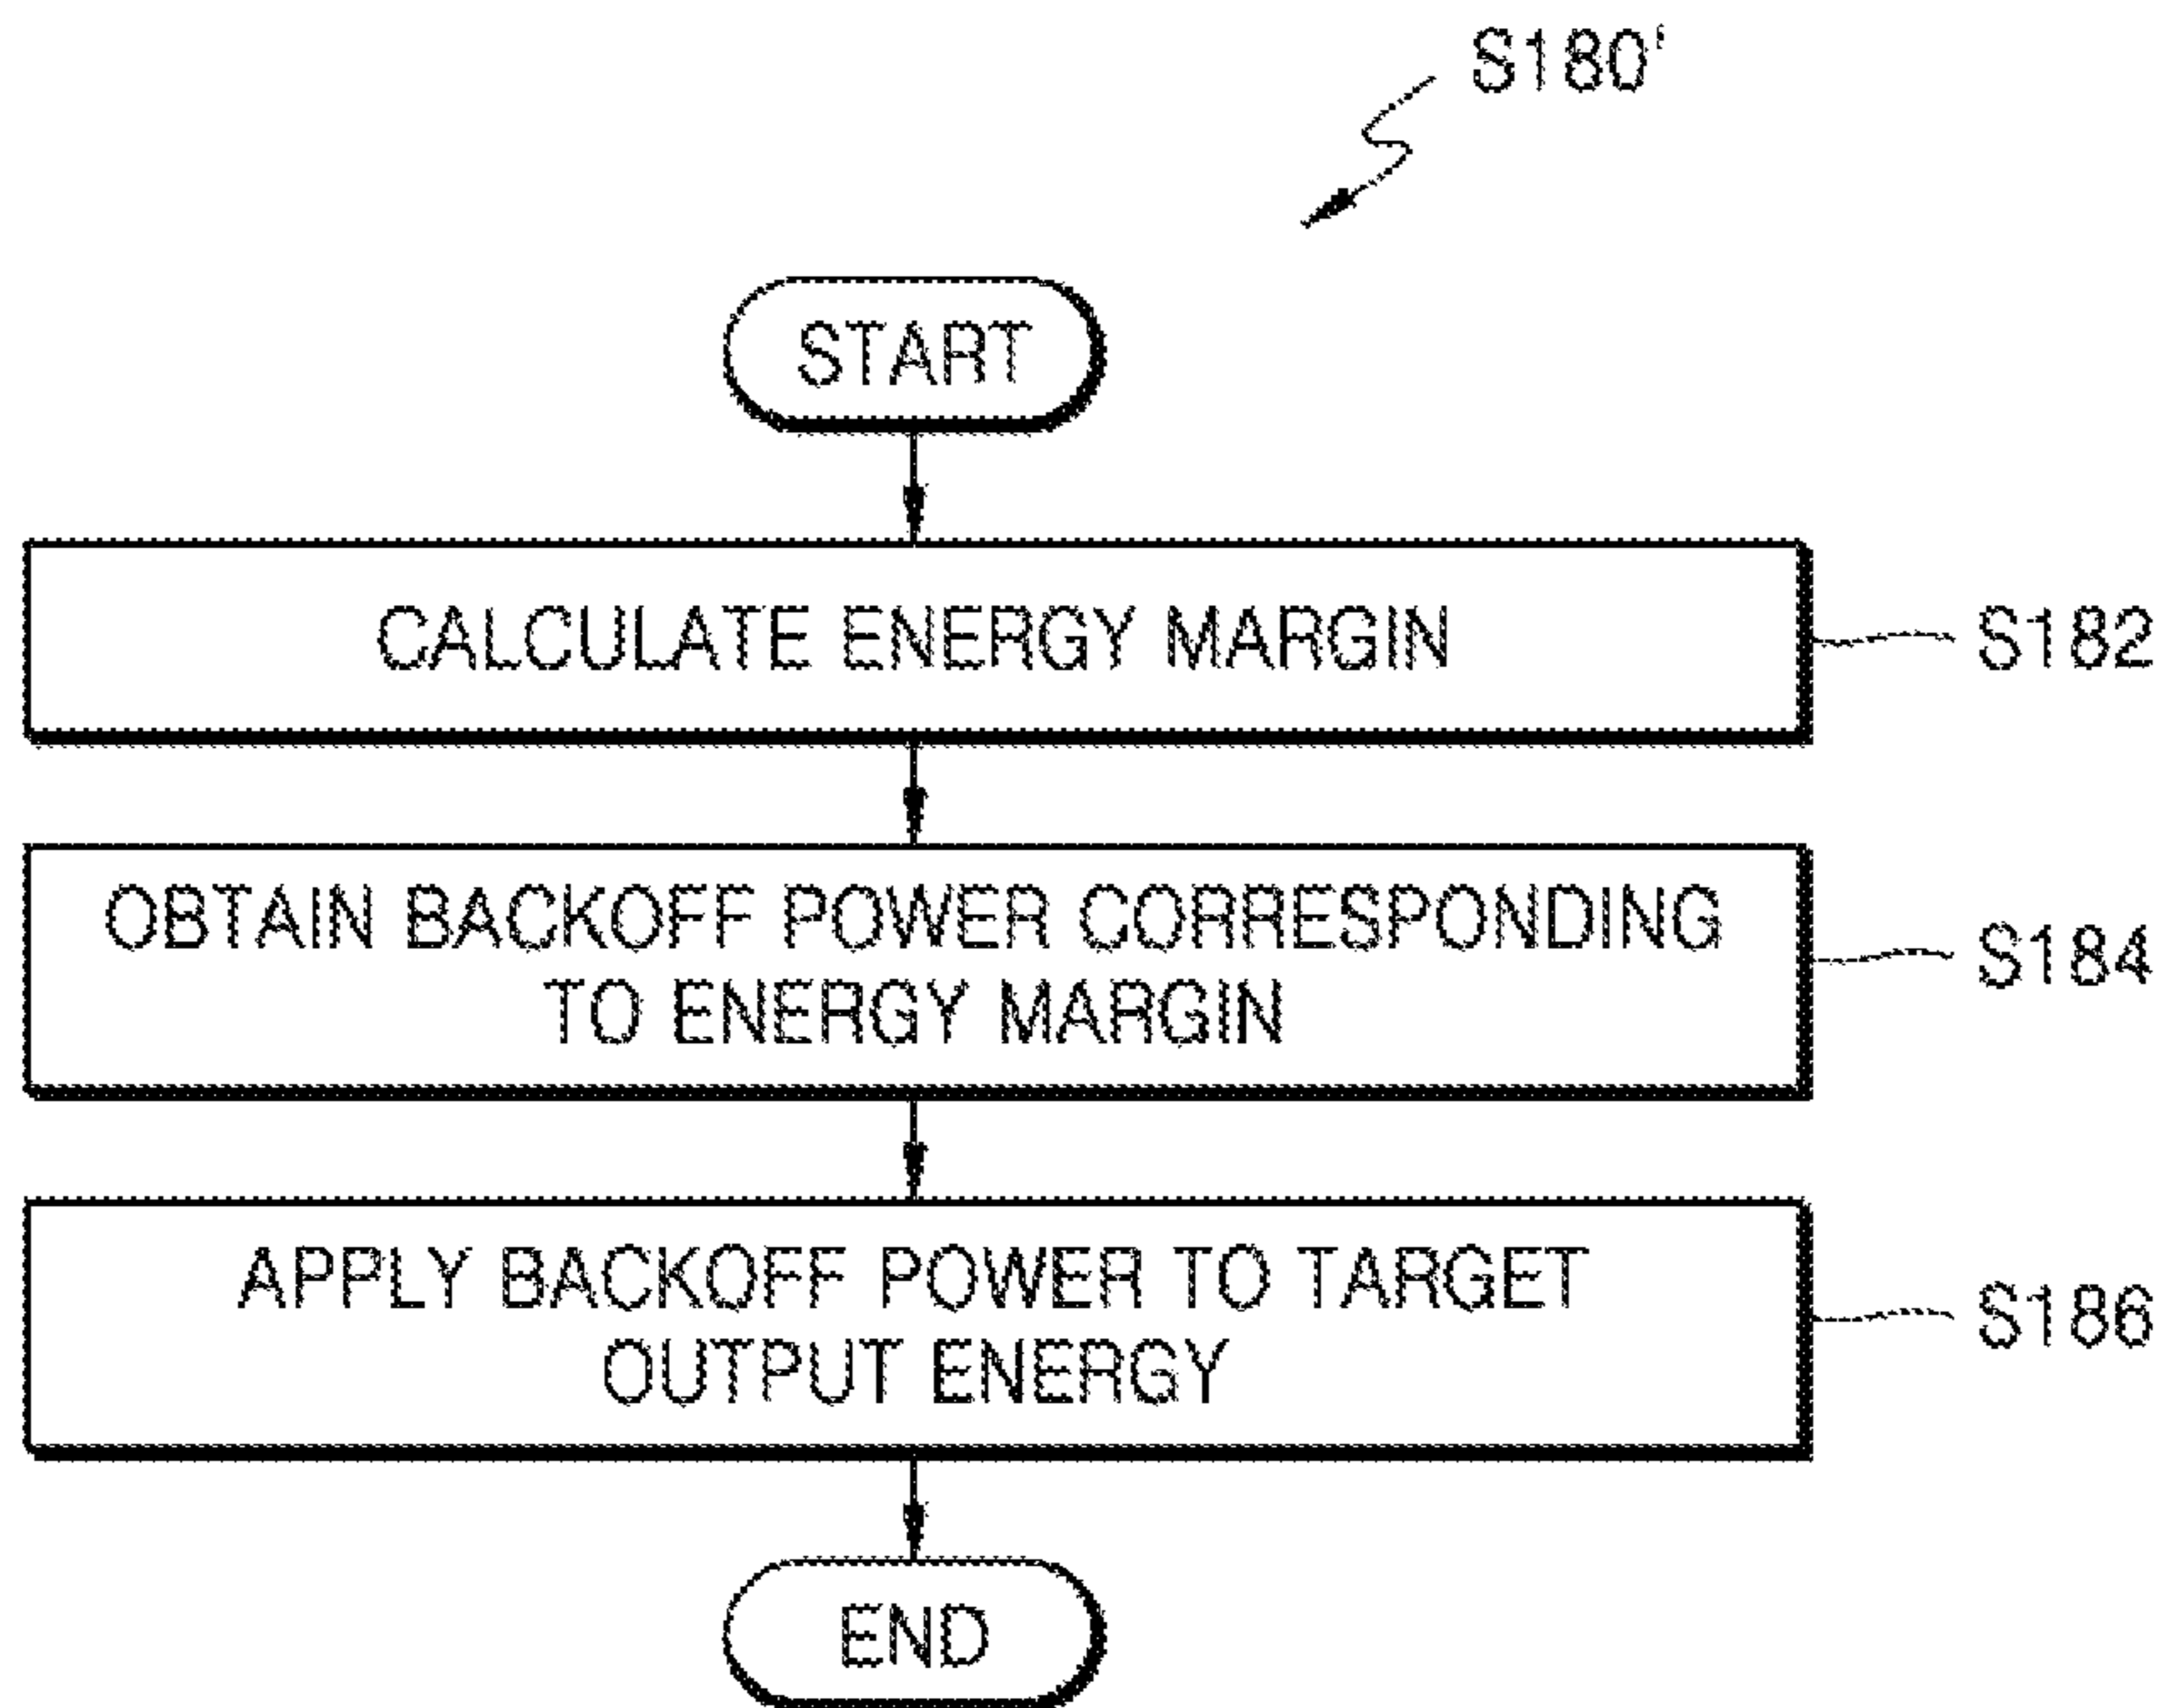 S180'
START
CALCULATE ENERGY MARGIN
S182
OBTAIN BACKOFF POWER CORRESPONDING
TO ENERGY MARGIN
S184
APPLY BACKOFF POWER TO TARGET
OUTPUT ENERGY
S186
END